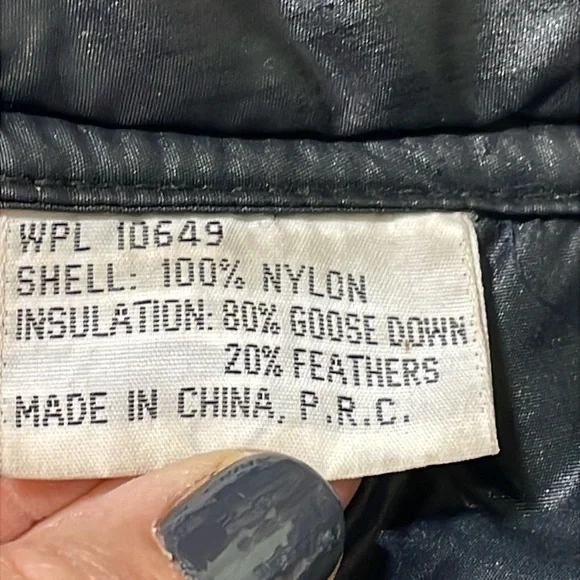 WPL 10649
SHELL: 100% NYLON
INSULATION: 80% GOOSE DOWN
20% FEATHERS
MADE IN CHINA, P.R.C.